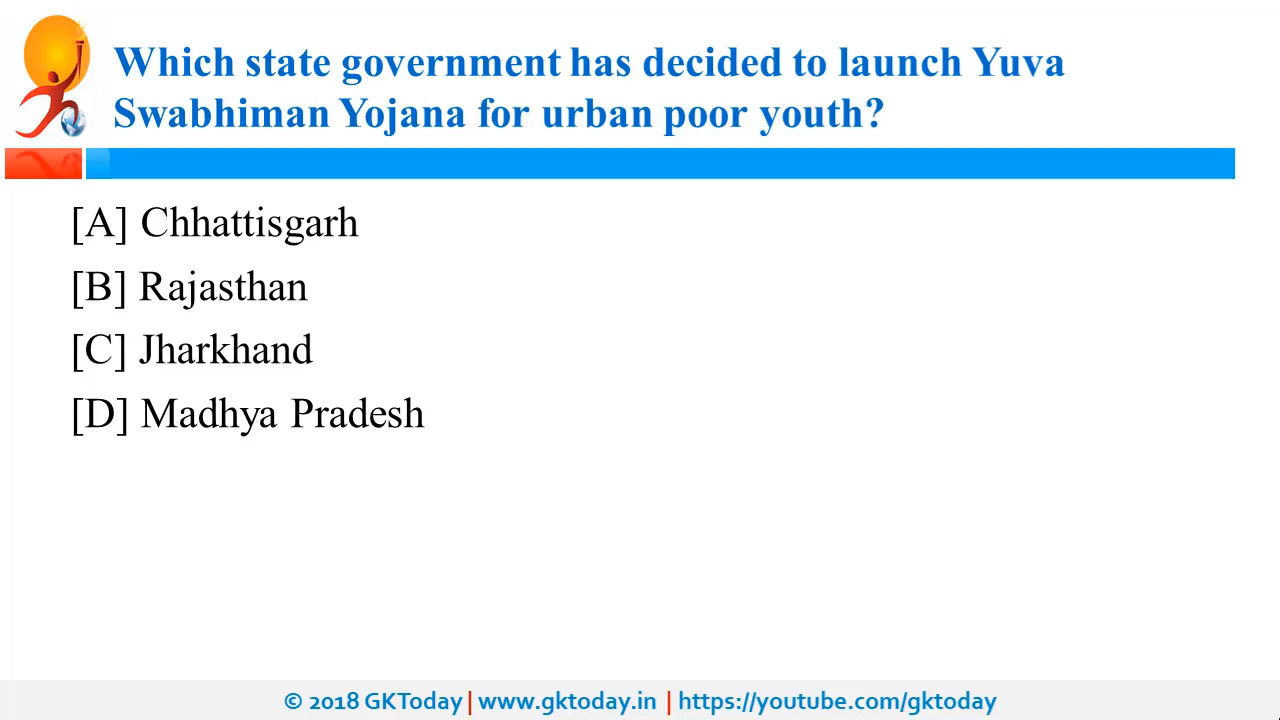 Which state government has decided to launch Yuva
Swabhiman Yojana for urban poor youth?
[A] Chhattisgarh
[B] Rajasthan
[C] Jharkhand
[D] Madhya Pradesh
© 2018 GKToday | www.gktoday.in | https://youtube.com/gktoday